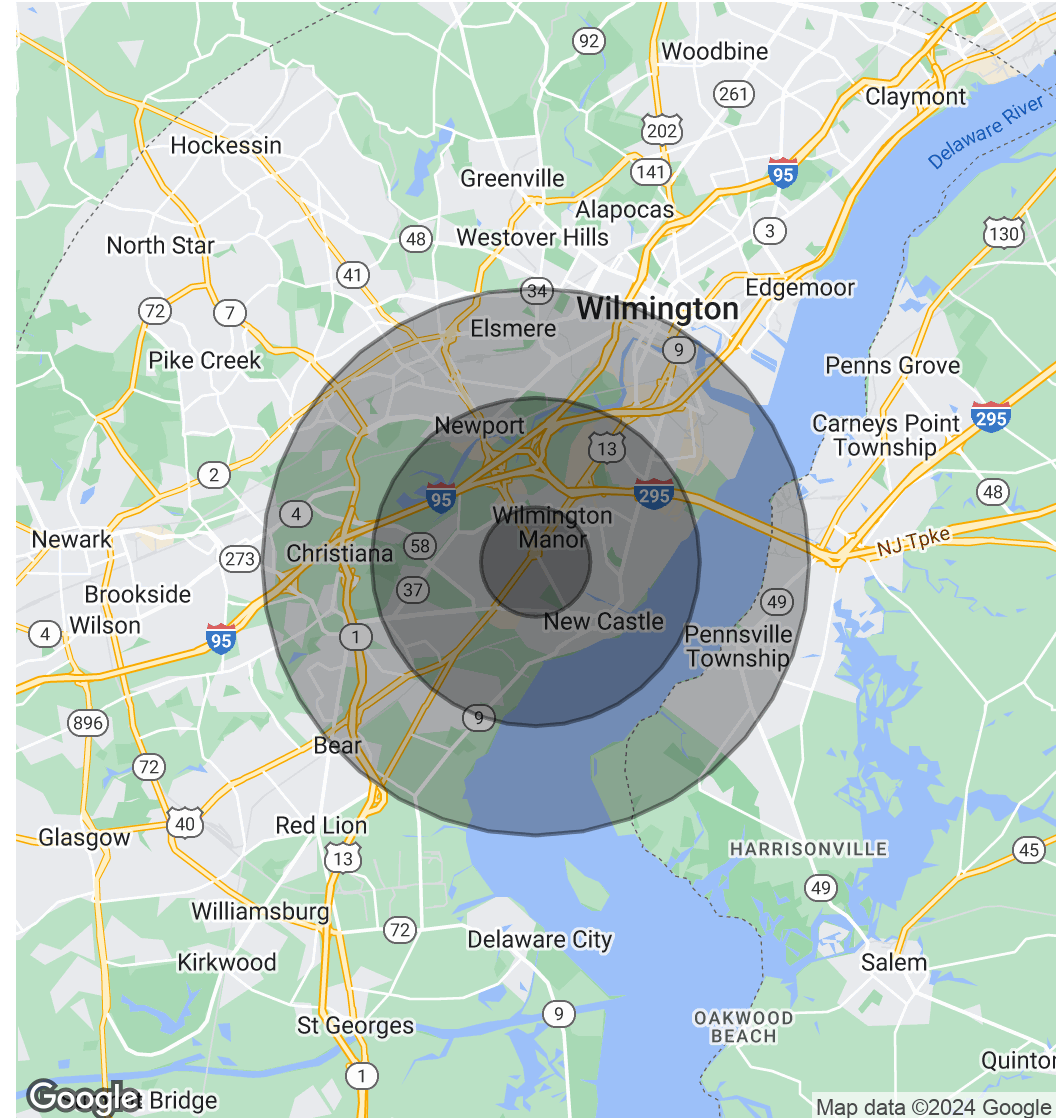 92
Woodbine
261
Claymont
Delaware River
202
Hockessin
141
95
Greenville
Alapocas
130
3
48
Westover Hills
North Star
41
Edgemoor
34
Wilmington
72
7
Elsmere
9
Pike Creek
Penns Grove
295
Newport
Carneys Point
Township
13
2
48
95
295
4
Wilmington
Manor
Newark
NJ Tpke
58
Christiana
273
37
Brookside
49
New Castle
Wilson
4
95
1
Pennsville
Township
896
9
Bear
72
40
Red Lion
Glasgow
13
HARRISONVILLE
45
49
Williamsburg
72
Delaware City
Kirkwood
Salem
9
St Georges
OAKWOOD
BEACH
Quinton
1
Google
Bridge
Map data ©2024 Google